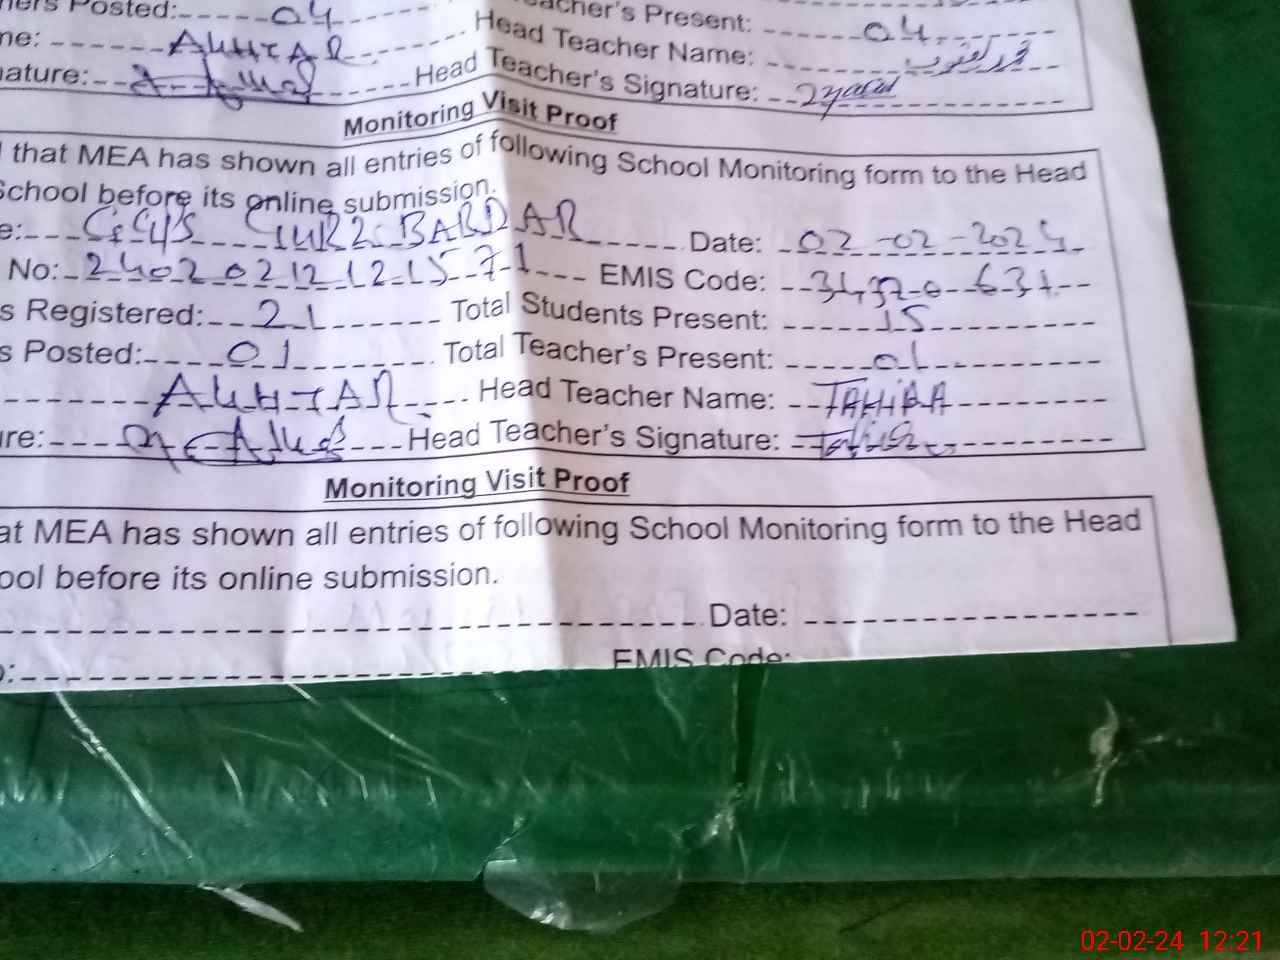 ners Posted: 04 Teacher's Present: 04
me: AKHTAR Head Teacher Name:
nature: Head Teacher's Signature:
Monitoring Visit Proof
that MEA has shown all entries of following School Monitoring form to the Head
School before its online submission.
e: BARDAR Date: 02-02-2024
No: EMIS Code:
s Registered: 21 Total Students Present: 15
s Posted: 01 Total Teacher's Present: 01
AKHTAR Head Teacher Name: TAHIRA
ure: Head Teacher's Signature: Tahira
Monitoring Visit Proof
at MEA has shown all entries of following School Monitoring form to the Head
ool before its online submission.
Date:
EMIS Code:
02-02-24 12:21